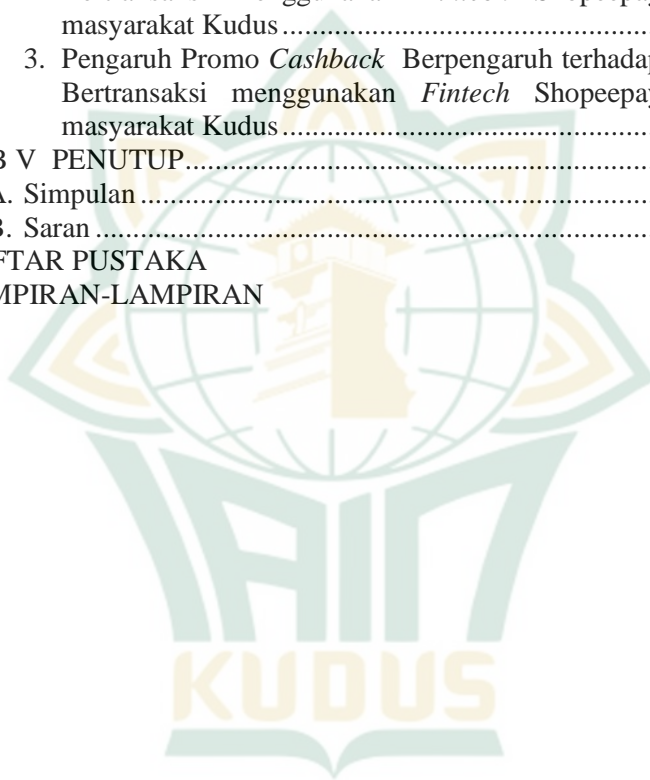 masyarakat Kudus ....................................................
3. Pengaruh Promo Cashback Berpengaruh terhadap
Bertransaksi menggunakan Fintech Shopeepay
masyarakat Kudus ....................................................
B V PENUTUP.....................................................................
A. Simpulan ............................................................................
B. Saran ...................................................................................
FTAR PUSTAKA
MPIRAN-LAMPIRAN
IAIN
KUDUS